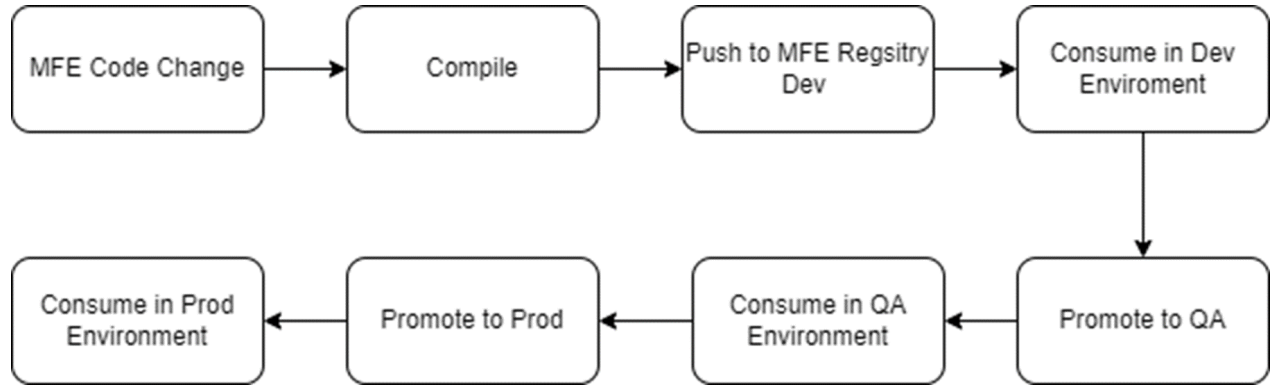 MFE Code Change
Compile
Push to MFE Regsitry
Dev
Consume in Dev
Enviroment
Promote to QA
Consume in QA
Environment
Promote to Prod
Consume in Prod
Environment